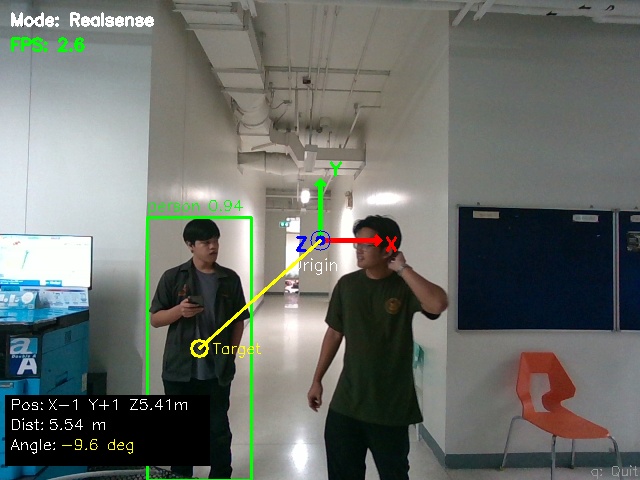 Mode: Realsense
FPS: 2.6
person 0.94
Y
Z
X
Origin
Target
a
A
Pos: X-1 Y+1 Z5.41m
Dist: 5.54 m
Angle: -9.6 deg
q: Quit